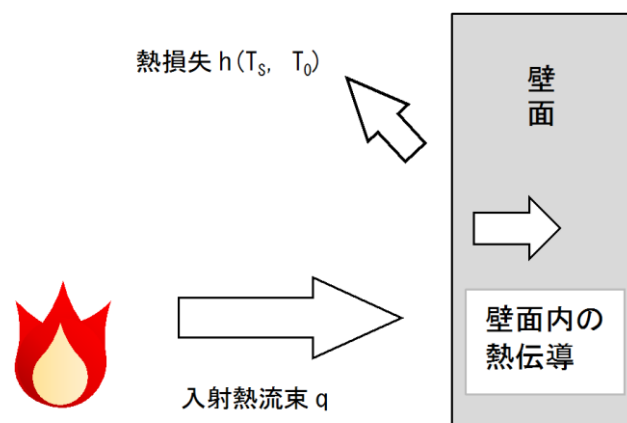 熱損失 h(Tₛ, T₀)
壁
面
壁面内の
熱伝導
入射熱流束 q